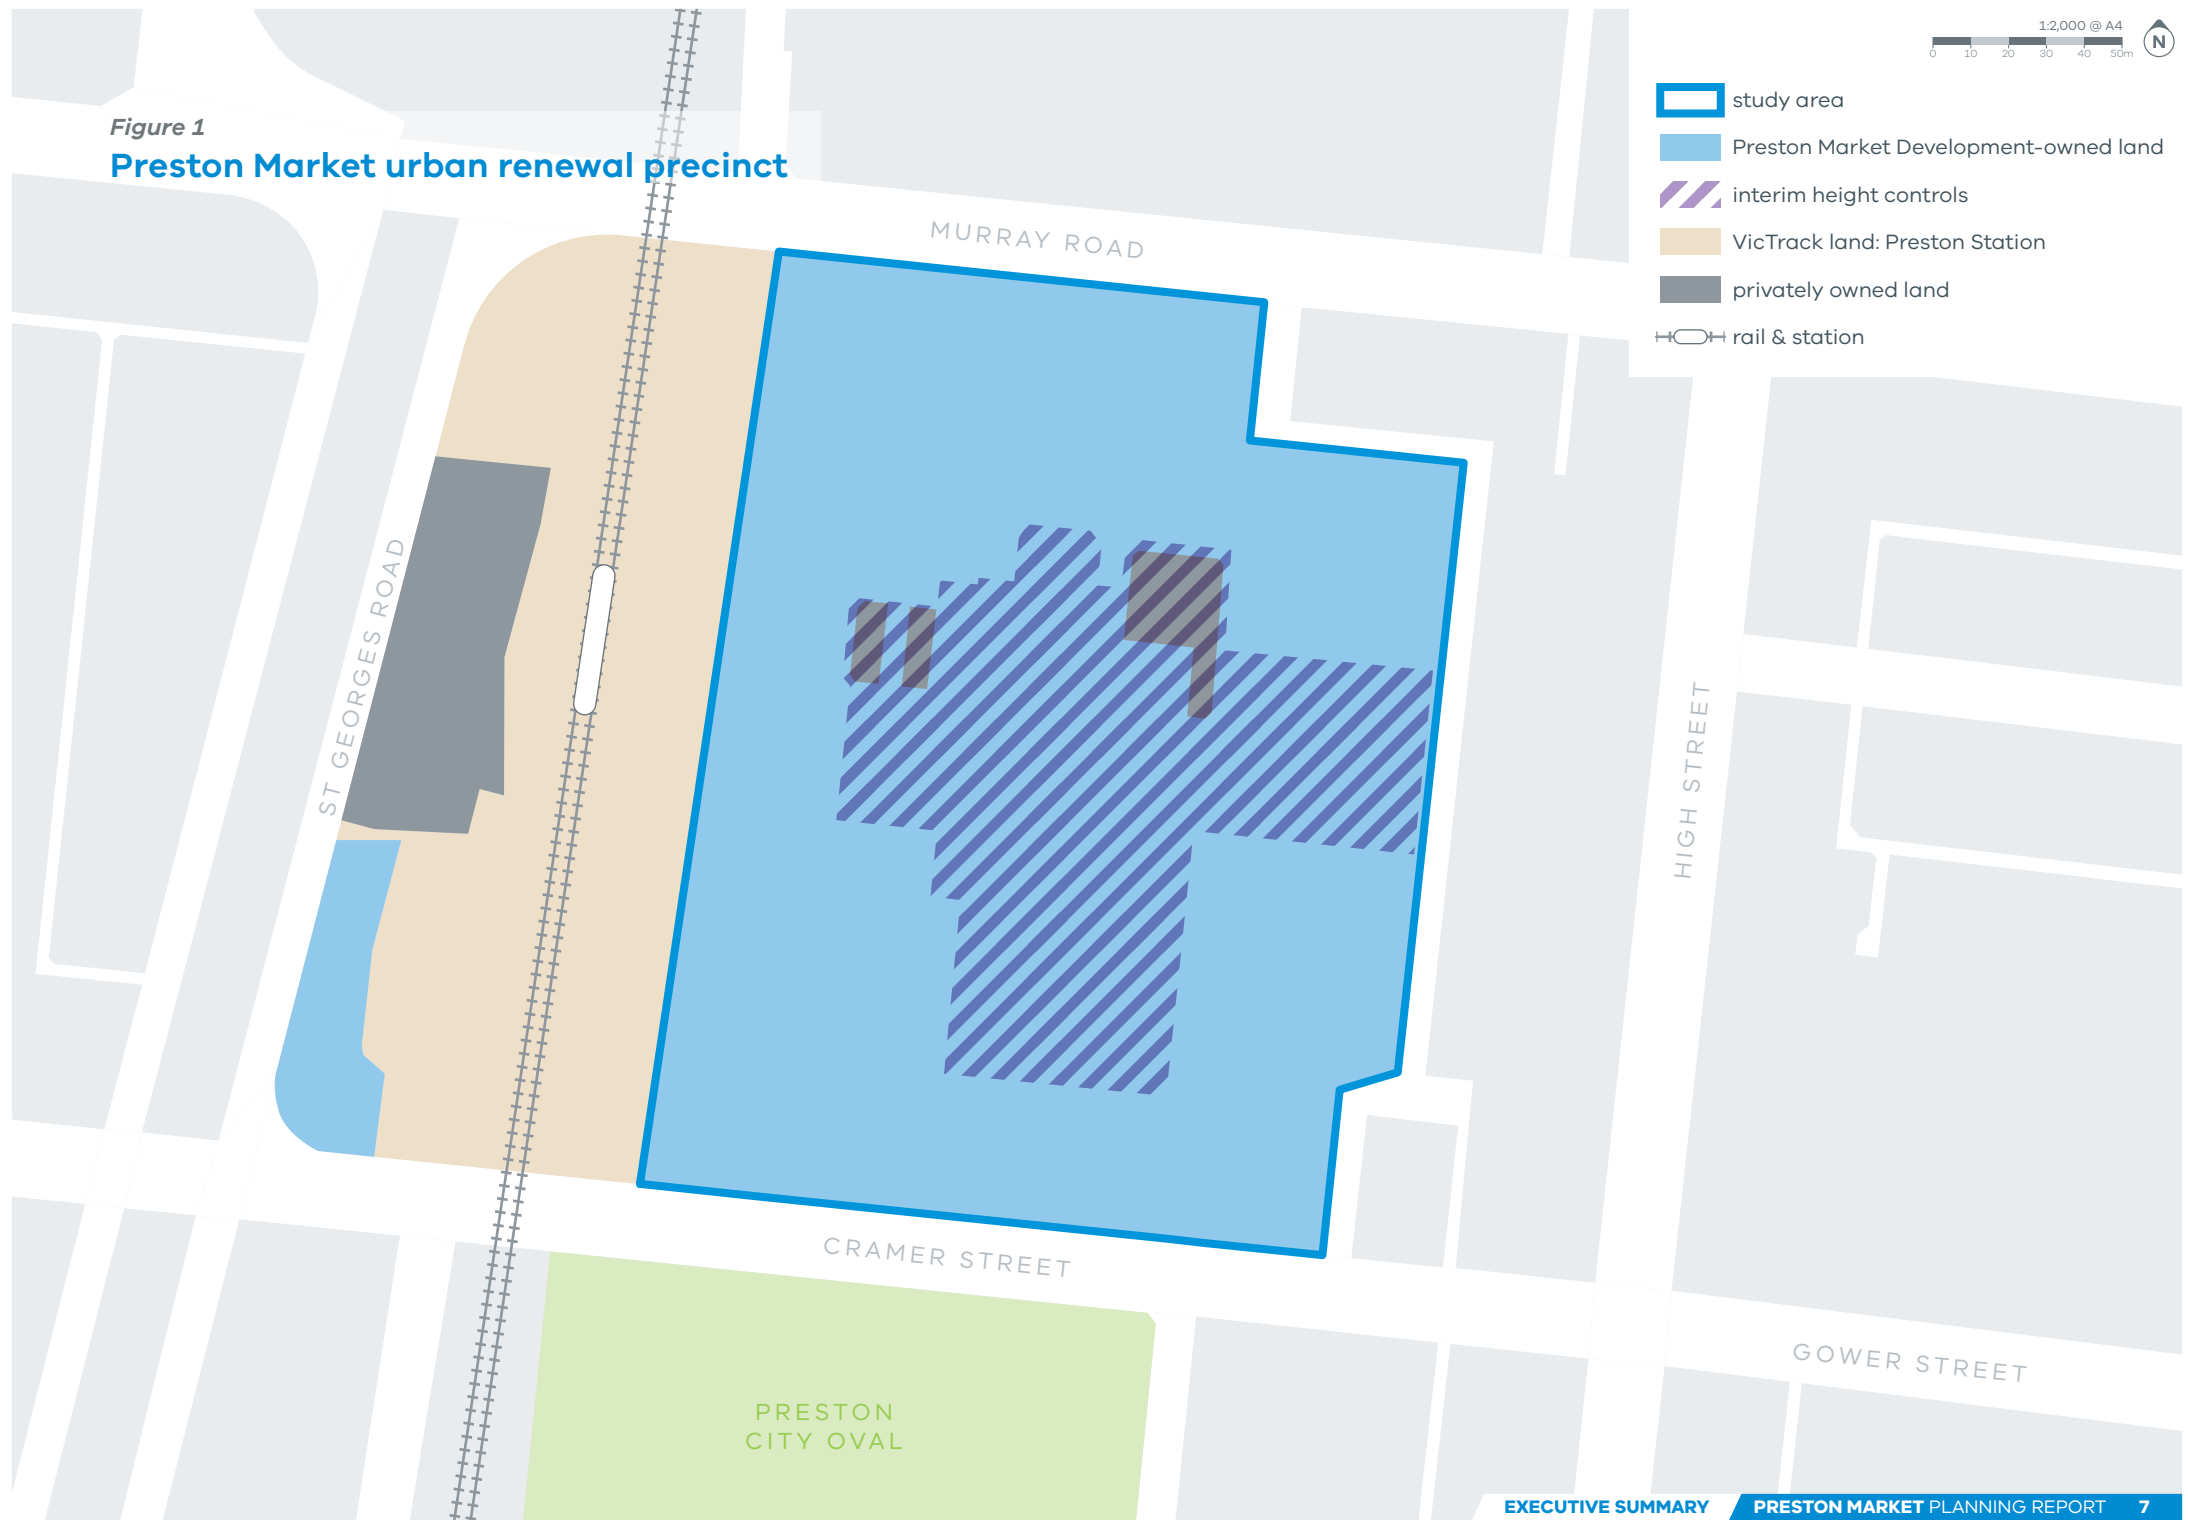 1:2,000 @ A4
0 10 20 30 40 50m
N
study area
Preston Market Development-owned land
interim height controls
VicTrack land: Preston Station
privately owned land
rail & station
Figure 1
Preston Market urban renewal precinct
MURRAY ROAD
ST GEORGES ROAD
HIGH STREET
CRAMER STREET
GOWER STREET
PRESTON
CITY OVAL
EXECUTIVE SUMMARY PRESTON MARKET PLANNING REPORT 7